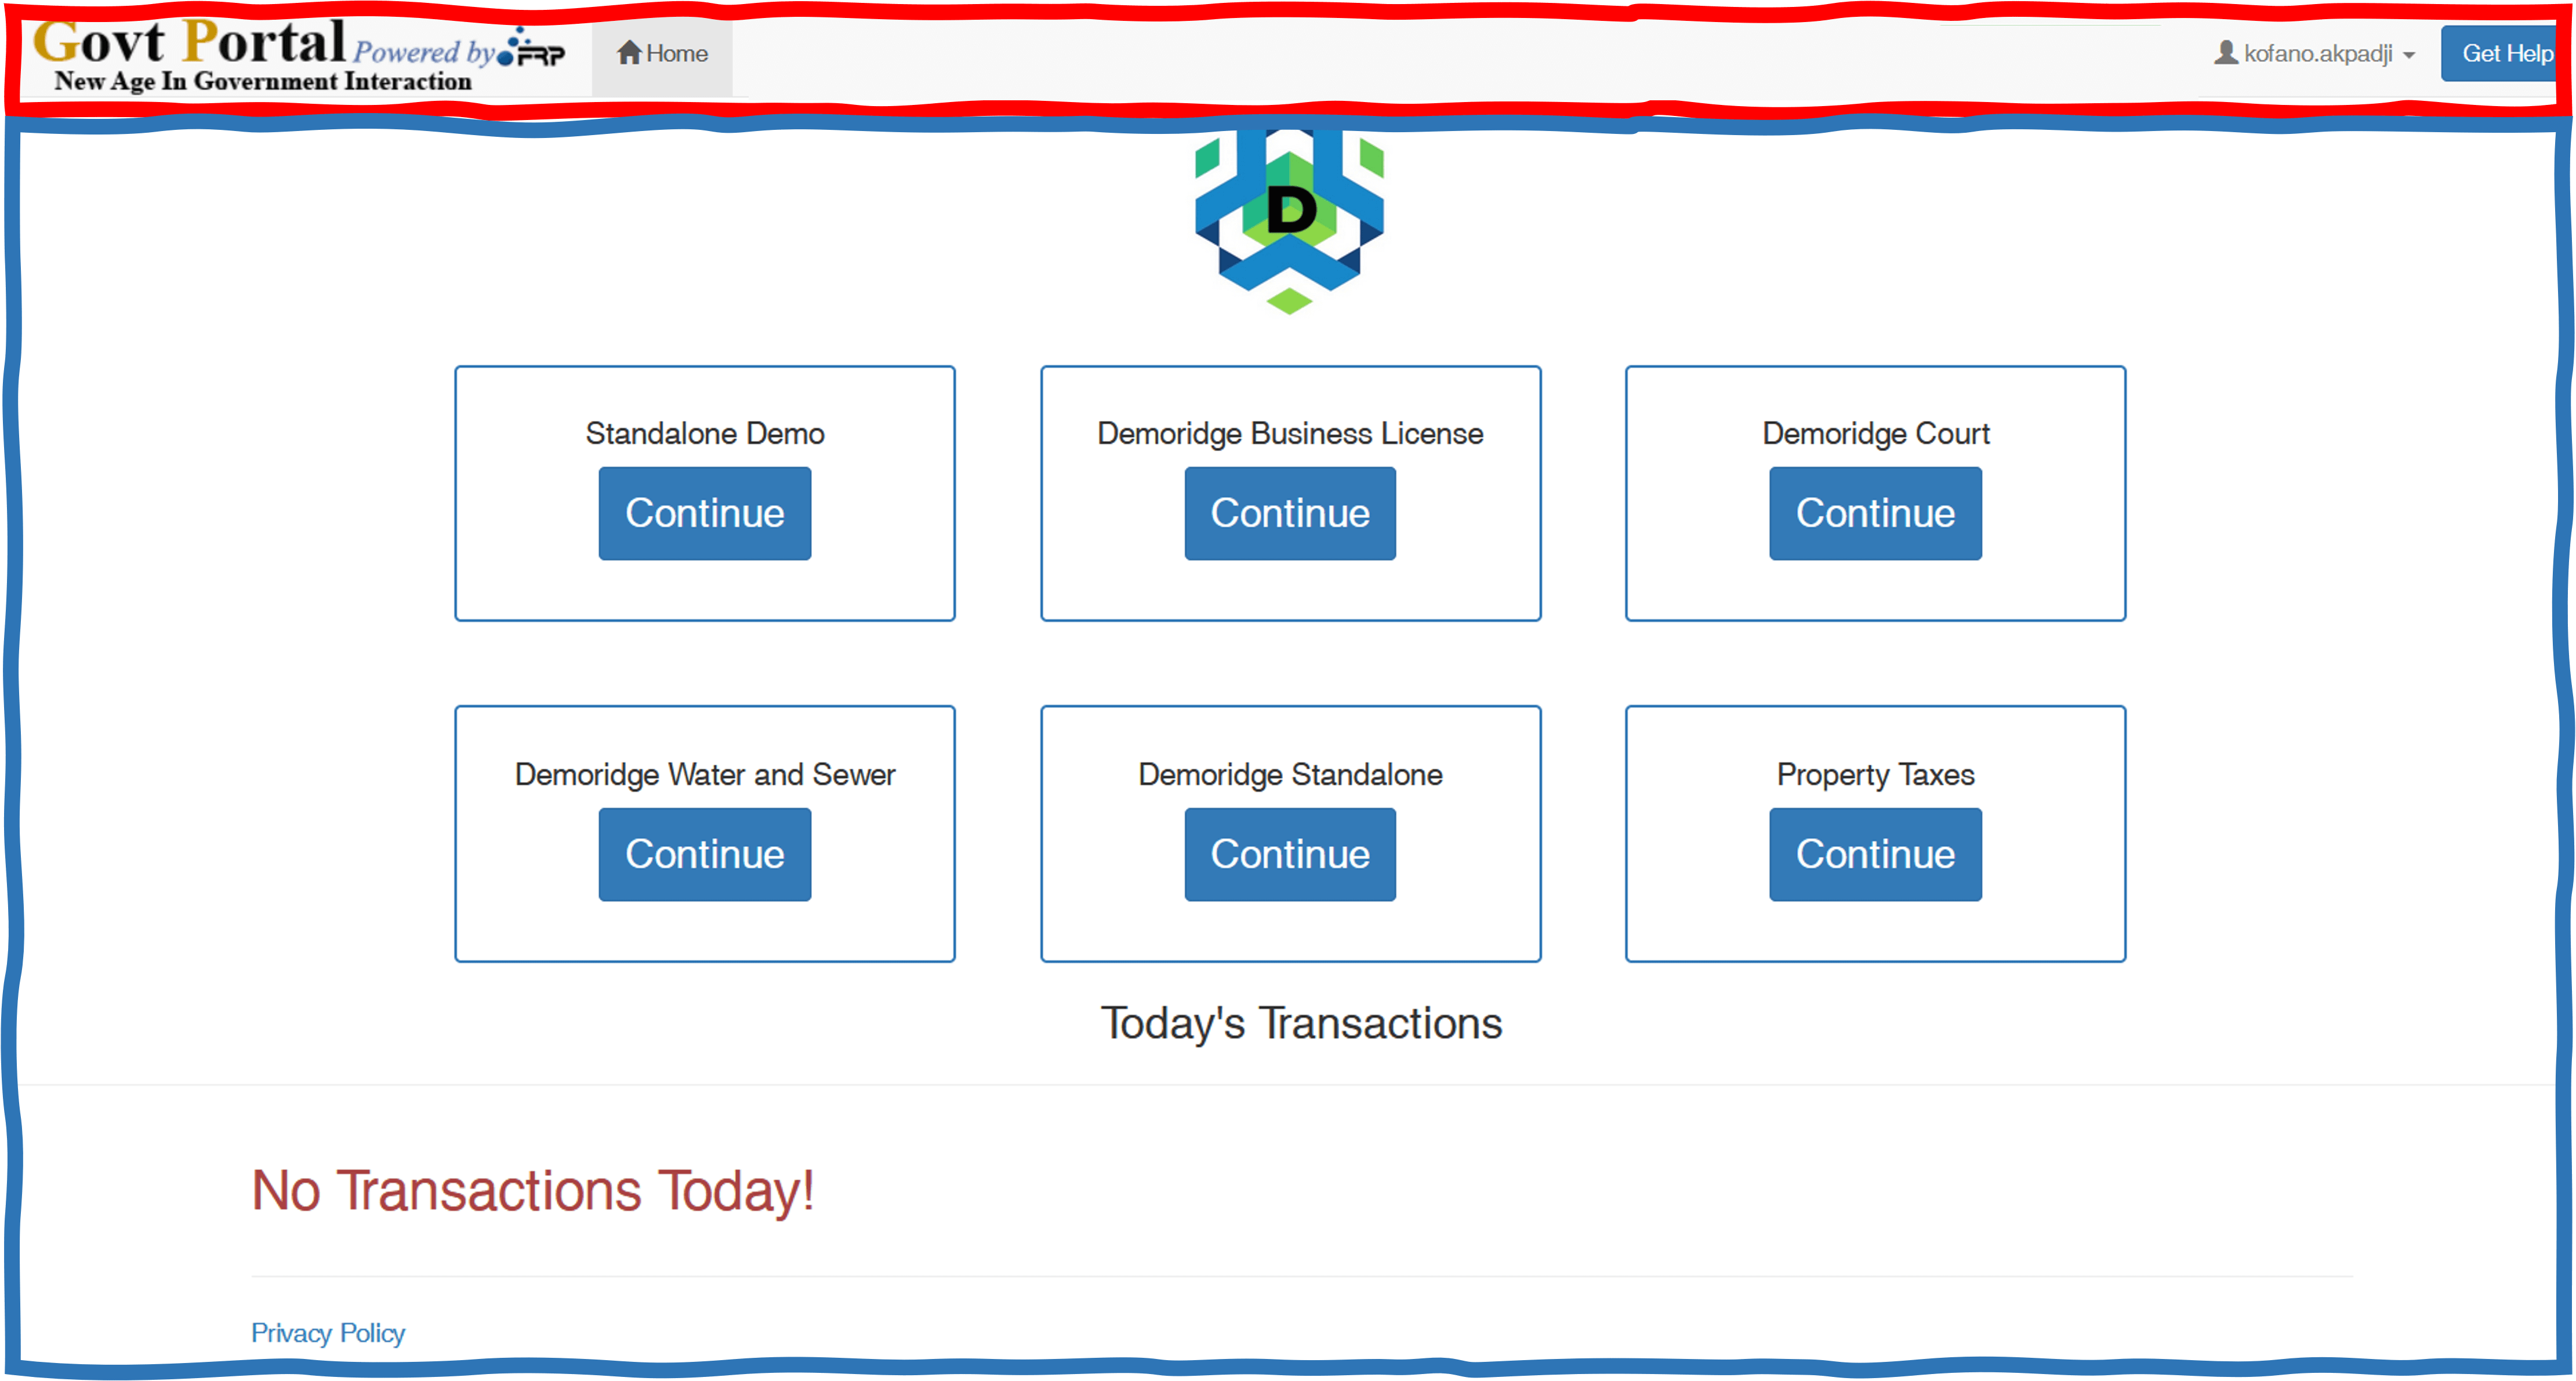 Govt Portal Powered by FRP
New Age In Government Interaction
Home
kofano.akpadji
Get Help
D
Standalone Demo
Continue
Demoridge Business License
Continue
Demoridge Court
Continue
Demoridge Water and Sewer
Continue
Demoridge Standalone
Continue
Property Taxes
Continue
Today's Transactions
No Transactions Today!
Privacy Policy